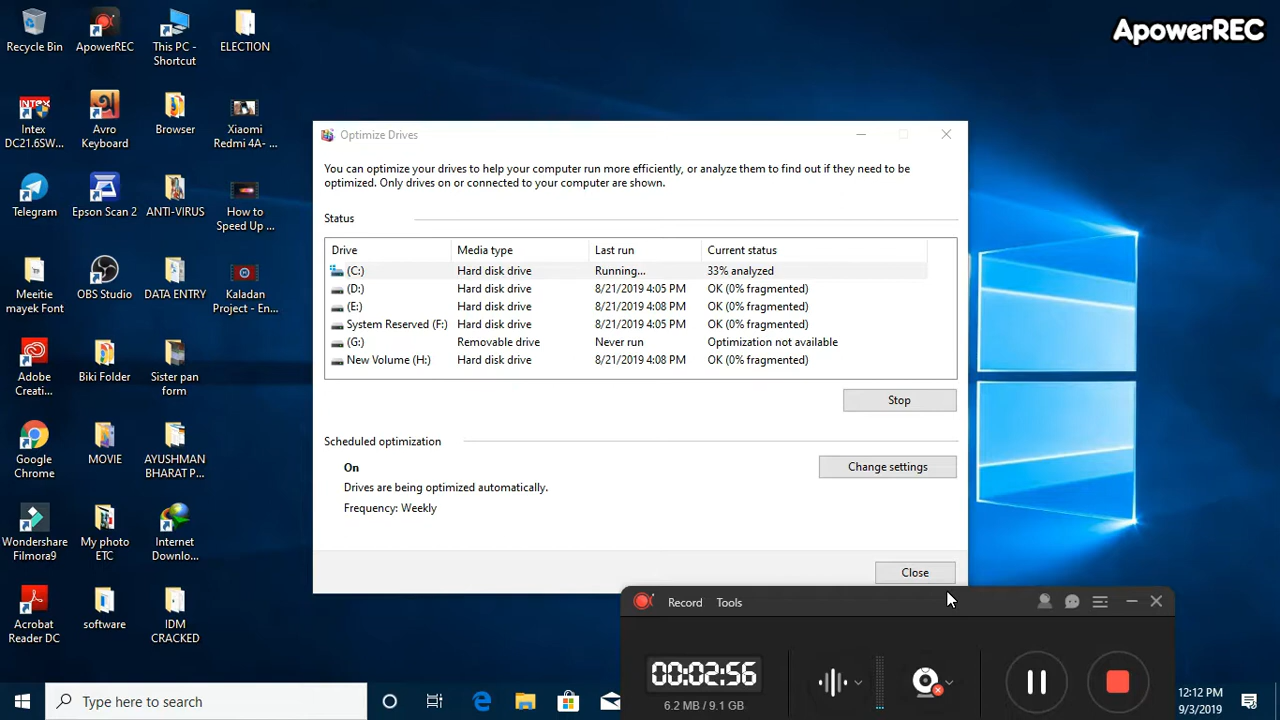 ApowerREC
Recycle Bin
ApowerREC
This PC -
Shortcut
ELECTION
INTEX
Intex
DC21.6SW...
Avro
Keyboard
Browser
Xiaomi
Redmi 4A- ...
Telegram
Epson Scan 2
ANTI-VIRUS
How to
Speed Up ...
Meeitie
mayek Font
OBS Studio
DATA ENTRY
Kaladan
Project - En...
Adobe
Creati...
Biki Folder
Sister pan
form
Google
Chrome
MOVIE
AYUSHMAN
BHARAT P...
Wondershare
Filmora9
My photo
ETC
Internet
Downlo...
Acrobat
Reader DC
software
IDM
CRACKED
Optimize Drives
You can optimize your drives to help your computer run more efficiently, or analyze them to find out if they need to be
optimized. Only drives on or connected to your computer are shown.
Status
Drive Media type Last run Current status
(C:) Hard disk drive Running... 33% analyzed
(D:) Hard disk drive 8/21/2019 4:05 PM OK (0% fragmented)
(E:) Hard disk drive 8/21/2019 4:08 PM OK (0% fragmented)
System Reserved (F:) Hard disk drive 8/21/2019 4:05 PM OK (0% fragmented)
(G:) Removable drive Never run Optimization not available
New Volume (H:) Hard disk drive 8/21/2019 4:08 PM OK (0% fragmented)
Stop
Scheduled optimization
On
Change settings
Drives are being optimized automatically.
Frequency: Weekly
Close
Record Tools
00:02:56
6.2 MB / 9.1 GB
Type here to search
12:12 PM
9/3/2019